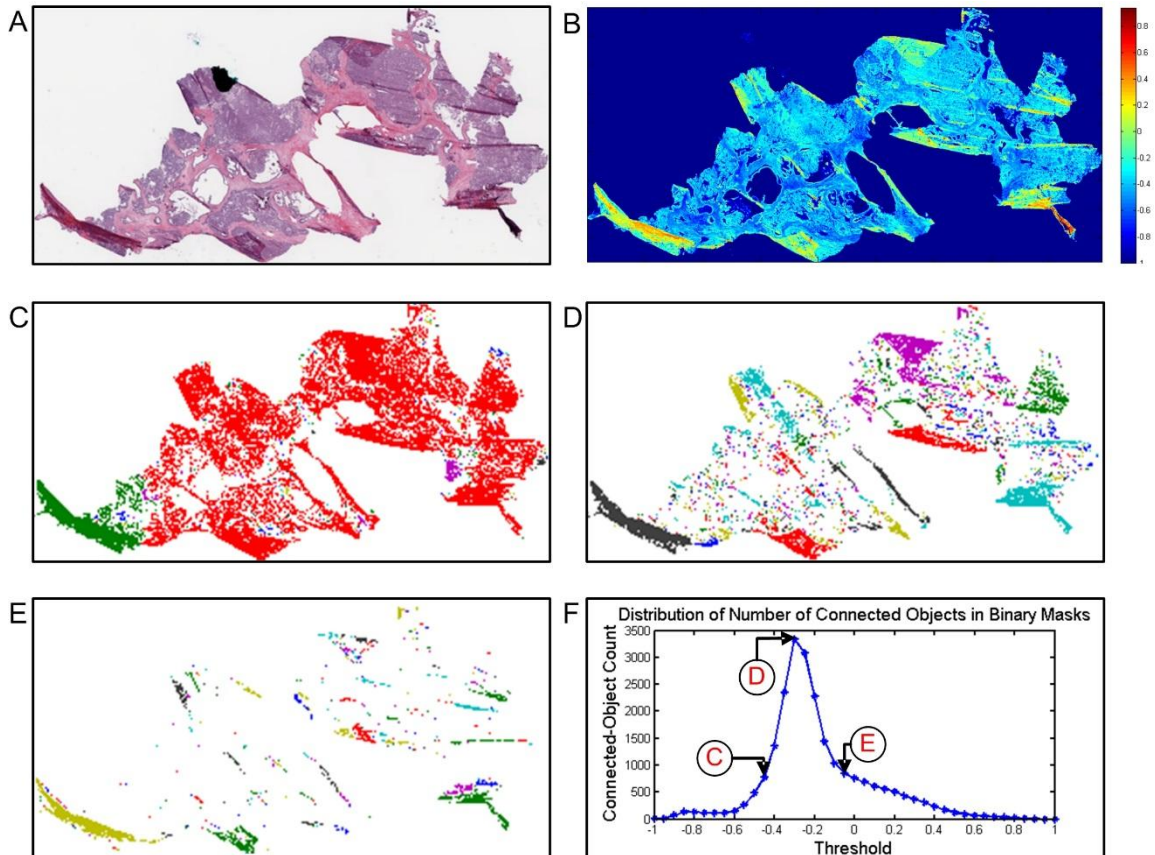 A
B
0.8
0.6
0.4
0.2
0
-0.2
-0.4
-0.6
-0.8
1
C
D
E
F
Distribution of Number of Connected Objects in Binary Masks
3500
3000
2500
2000
1500
1000
500
0
Connected-Object Count
D
C
E
-1 -0.8 -0.6 -0.4 -0.2 0 0.2 0.4 0.6 0.8 1
Threshold